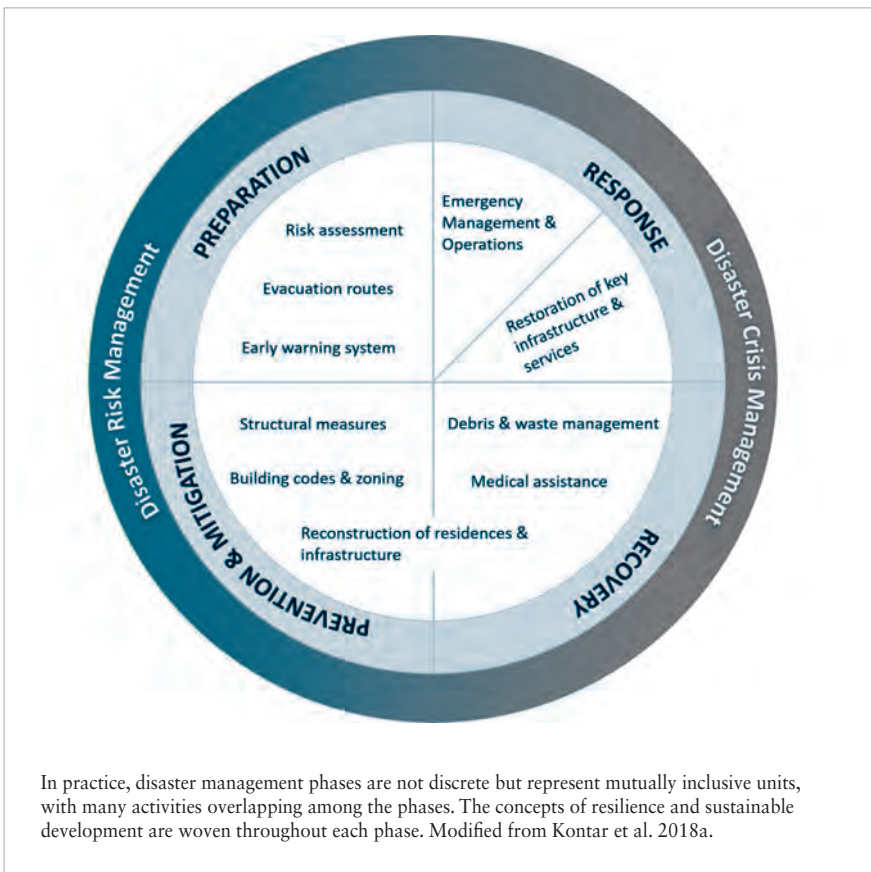 PREPARATION
RESPONSE
Disaster Risk Management
Disaster Crisis Management
Risk assessment
Evacuation routes
Early warning system
Emergency
Management &
Operations
Restoration of key
infrastructure &
services
Structural measures
Building codes & zoning
Debris & waste management
Medical assistance
Reconstruction of residences &
infrastructure
PREVENTION & MITIGATION
RECOVERY
In practice, disaster management phases are not discrete but represent mutually inclusive units,
with many activities overlapping among the phases. The concepts of resilience and sustainable
development are woven throughout each phase. Modified from Kontar et al. 2018a.